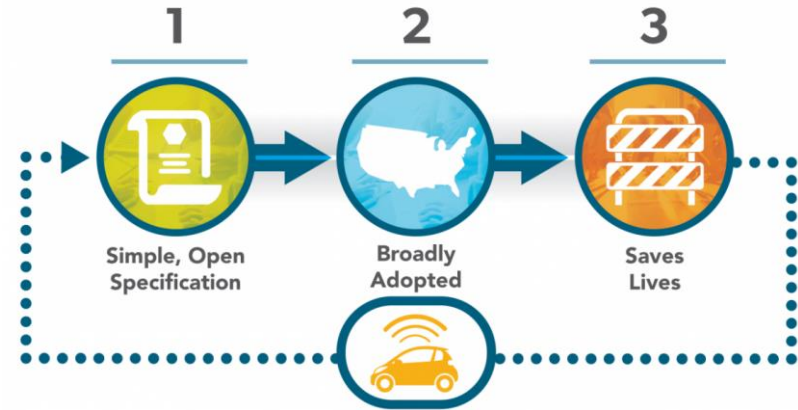 1
2
3
Simple, Open
Specification
Broadly
Adopted
Saves
Lives